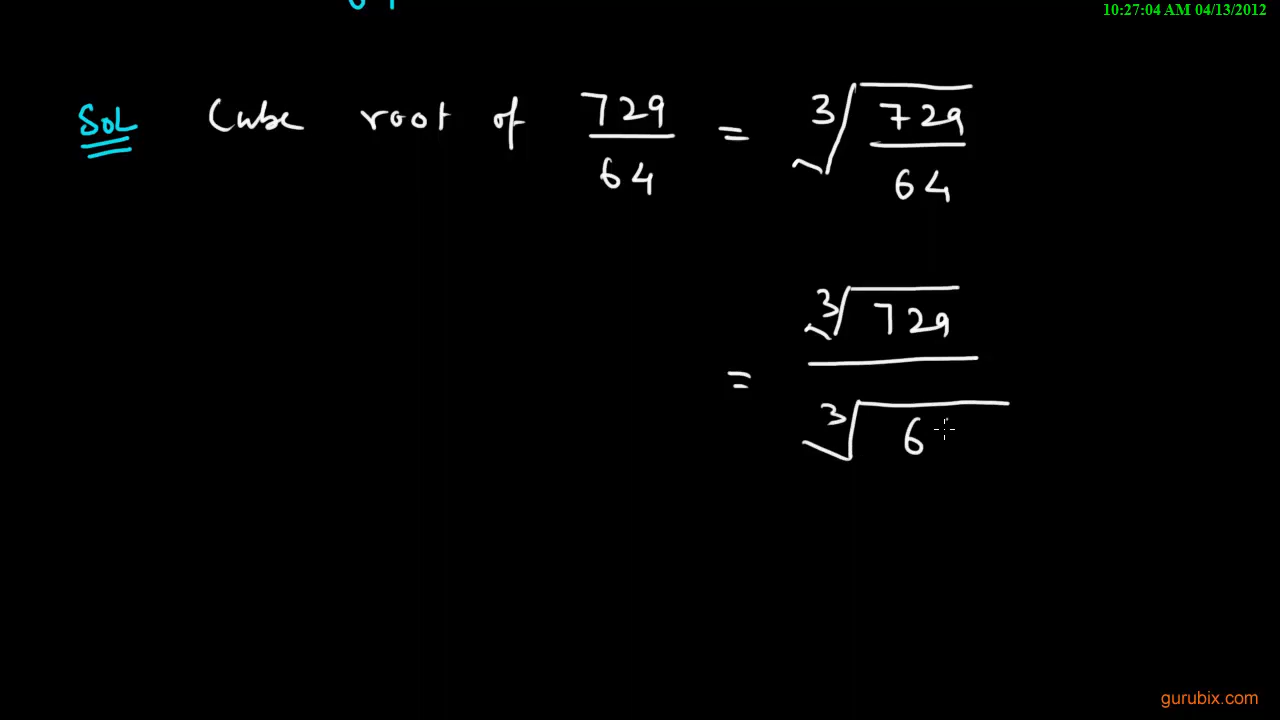 10:27:04 AM 04/13/2012
Sol Cube root of 729/64 = ∛(729/64)
= ∛729/∛6
gurubix.com